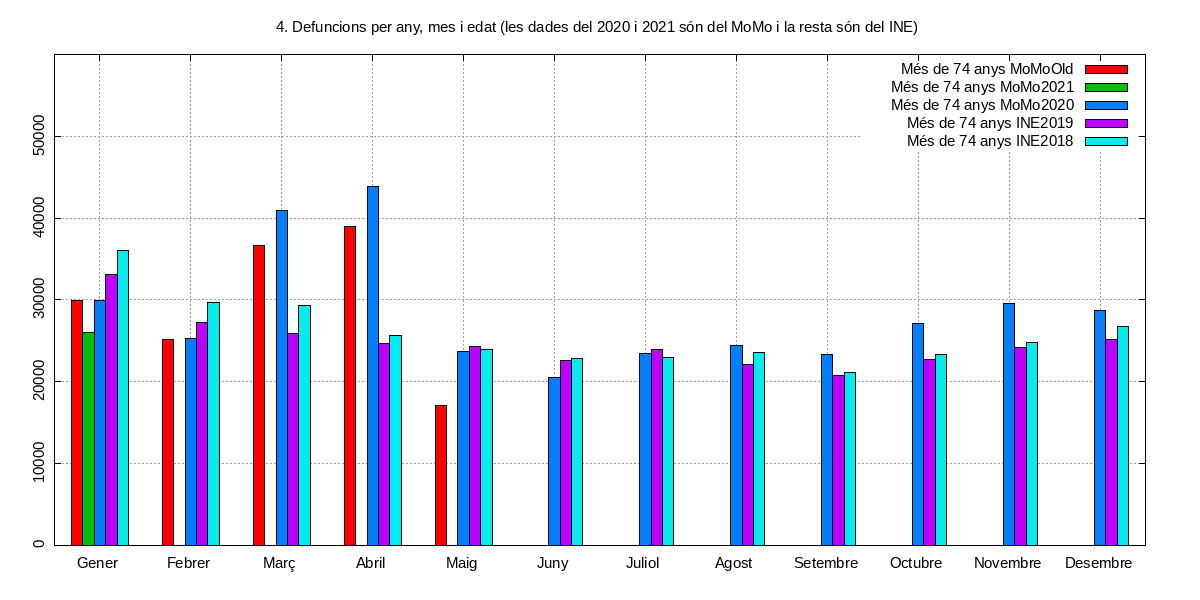 4. Defuncions per any, mes i edat (les dades del 2020 i 2021 són del MoMo i la resta són del INE)
Més de 74 anys MoMoOld
Més de 74 anys MoMo2021
Més de 74 anys MoMo2020
Més de 74 anys INE2019
Més de 74 anys INE2018
50000
40000
30000
20000
10000
0
Gener Febrer Març Abril Maig Juny Juliol Agost Setembre Octubre Novembre Desembre